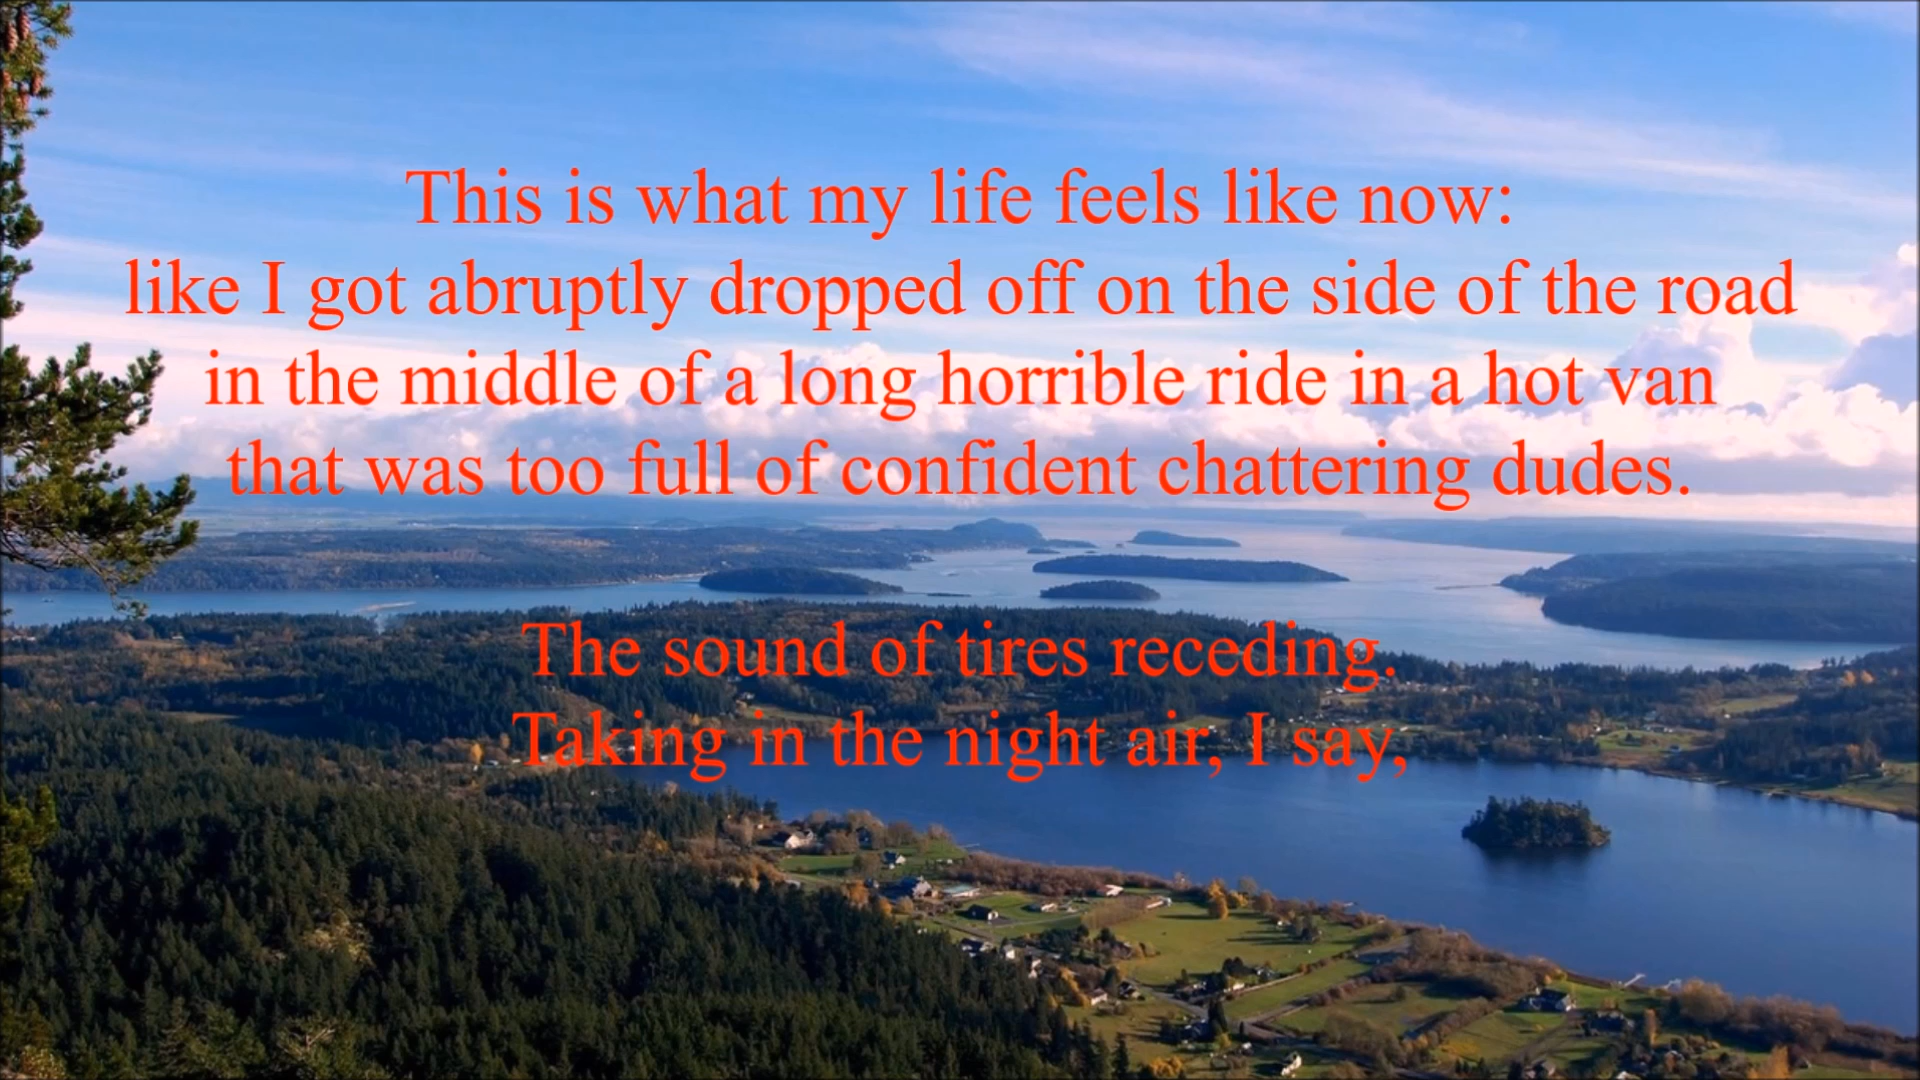 This is what my life feels like now:
like I got abruptly dropped off on the side of the road
in the middle of a long horrible ride in a hot van
that was too full of confident chattering dudes.
The sound of tires receding.
Taking in the night air, I say,